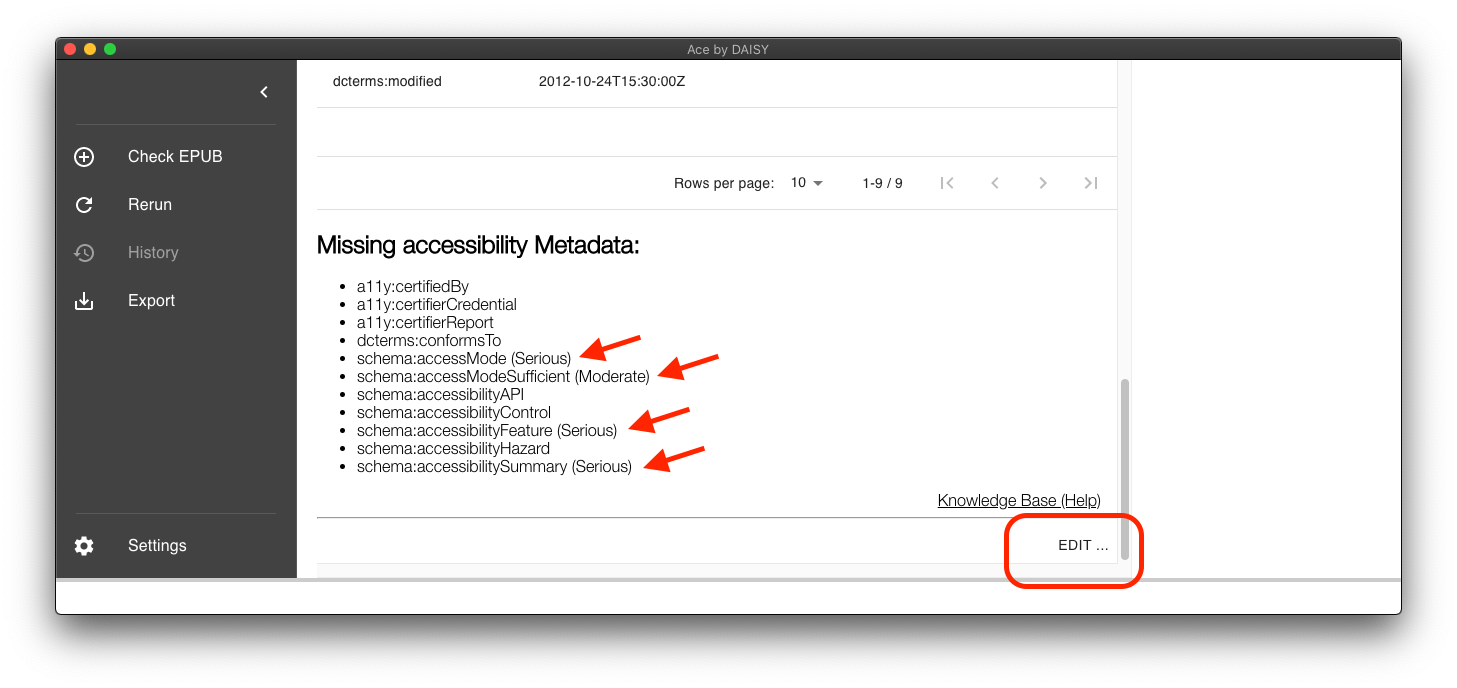 Ace by DAISY
dcterms:modified 2012-10-24T15:30:00Z
Check EPUB
Rows per page: 10 1-9 / 9
Rerun
Missing accessibility Metadata:
History
a11y:certifiedBy
Export
a11y:certifierCredential
a11y:certifierReport
dcterms:conformsTo
schema:accessMode (Serious)
schema:accessModeSufficient (Moderate)
schema:accessibilityAPI
schema:accessibilityControl
schema:accessibilityFeature (Serious)
schema:accessibilityHazard
schema:accessibilitySummary (Serious)
Knowledge Base (Help)
Settings
EDIT ...